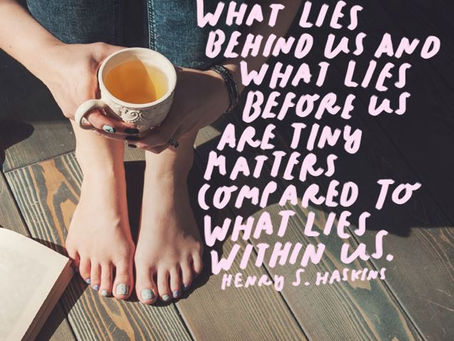 WHAT LIES
BEHIND US AND
WHAT LIES
BEFORE US
ARE TINY
MATTERS
COMPARED TO
WHAT LIES
WITHIN US.
HENRY S. HASKINS